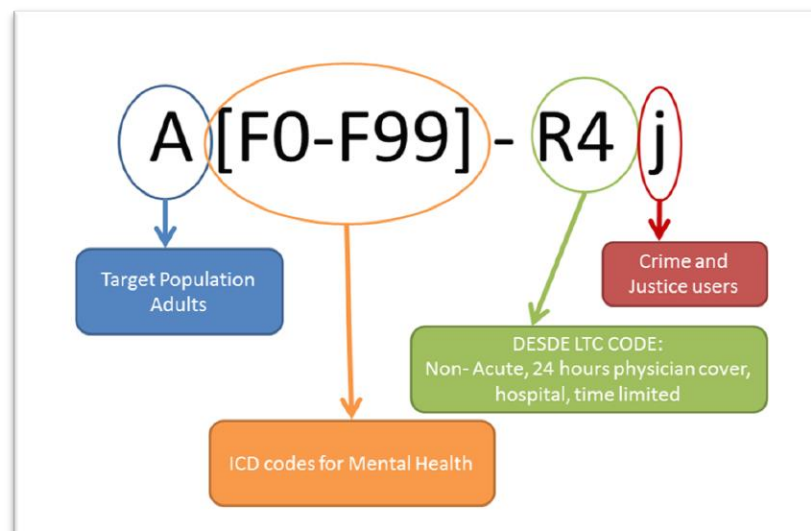 A [F0-F99] - R4 j
Target Population
Adults
Crime and
Justice users
DESDE LTC CODE:
Non- Acute, 24 hours physician cover,
hospital, time limited
ICD codes for Mental Health